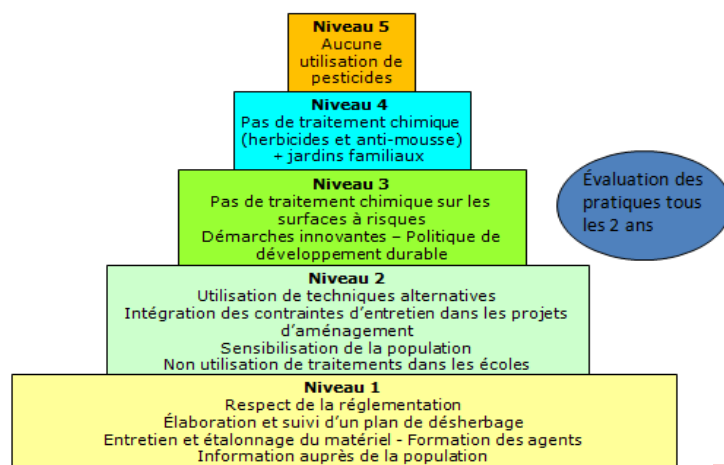 Niveau 5
Aucune
utilisation de
pesticides
Niveau 4
Pas de traitement chimique
(herbicides et anti-mousse)
+ jardins familiaux
Niveau 3
Pas de traitement chimique sur les
surfaces à risques
Démarches innovantes – Politique de
développement durable
Évaluation des
pratiques tous
les 2 ans
Niveau 2
Utilisation de techniques alternatives
Intégration des contraintes d’entretien dans les projets
d’aménagement
Sensibilisation de la population
Non utilisation de traitements dans les écoles
Niveau 1
Respect de la réglementation
Élaboration et suivi d’un plan de désherbage
Entretien et étalonnage du matériel - Formation des agents
Information auprès de la population